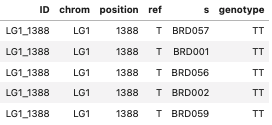 ID chrom position ref s genotype
LG1_1388 LG1 1388 T BRD057 TT
LG1_1388 LG1 1388 T BRD001 TT
LG1_1388 LG1 1388 T BRD056 TT
LG1_1388 LG1 1388 T BRD002 TT
LG1_1388 LG1 1388 T BRD059 TT